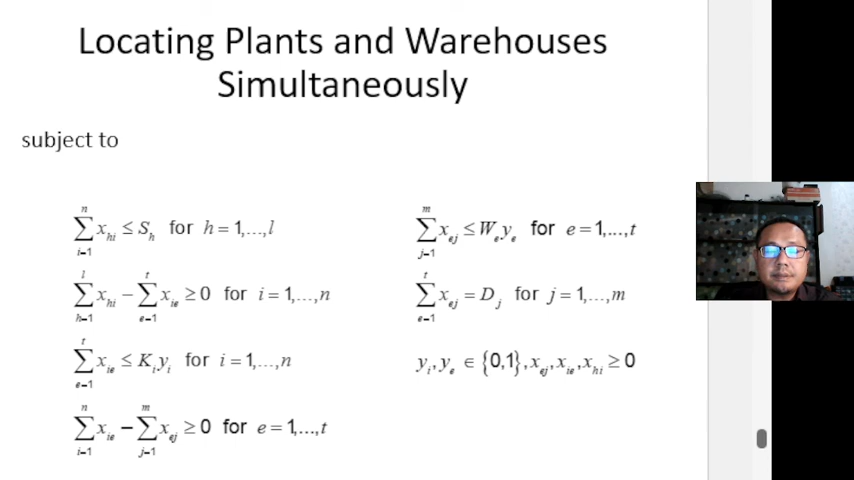 Locating Plants and Warehouses
Simultaneously
subject to
∑_{i=1}^{n} x_{hi} ≤ S_h for h = 1,...,l
∑_{h=1}^{l} x_{hi} − ∑_{e=1}^{t} x_{ie} ≥ 0 for i = 1,...,n
∑_{e=1}^{t} x_{ie} ≤ K_i y_i for i = 1,...,n
∑_{i=1}^{n} x_{ie} − ∑_{j=1}^{m} x_{ej} ≥ 0 for e = 1,...,t
∑_{j=1}^{m} x_{ej} ≤ W_e y_e for e = 1,...,t
∑_{e=1}^{t} x_{ej} = D_j for j = 1,...,m
y_i, y_e ∈ {0,1}, x_{ej}, x_{ie}, x_{hi} ≥ 0